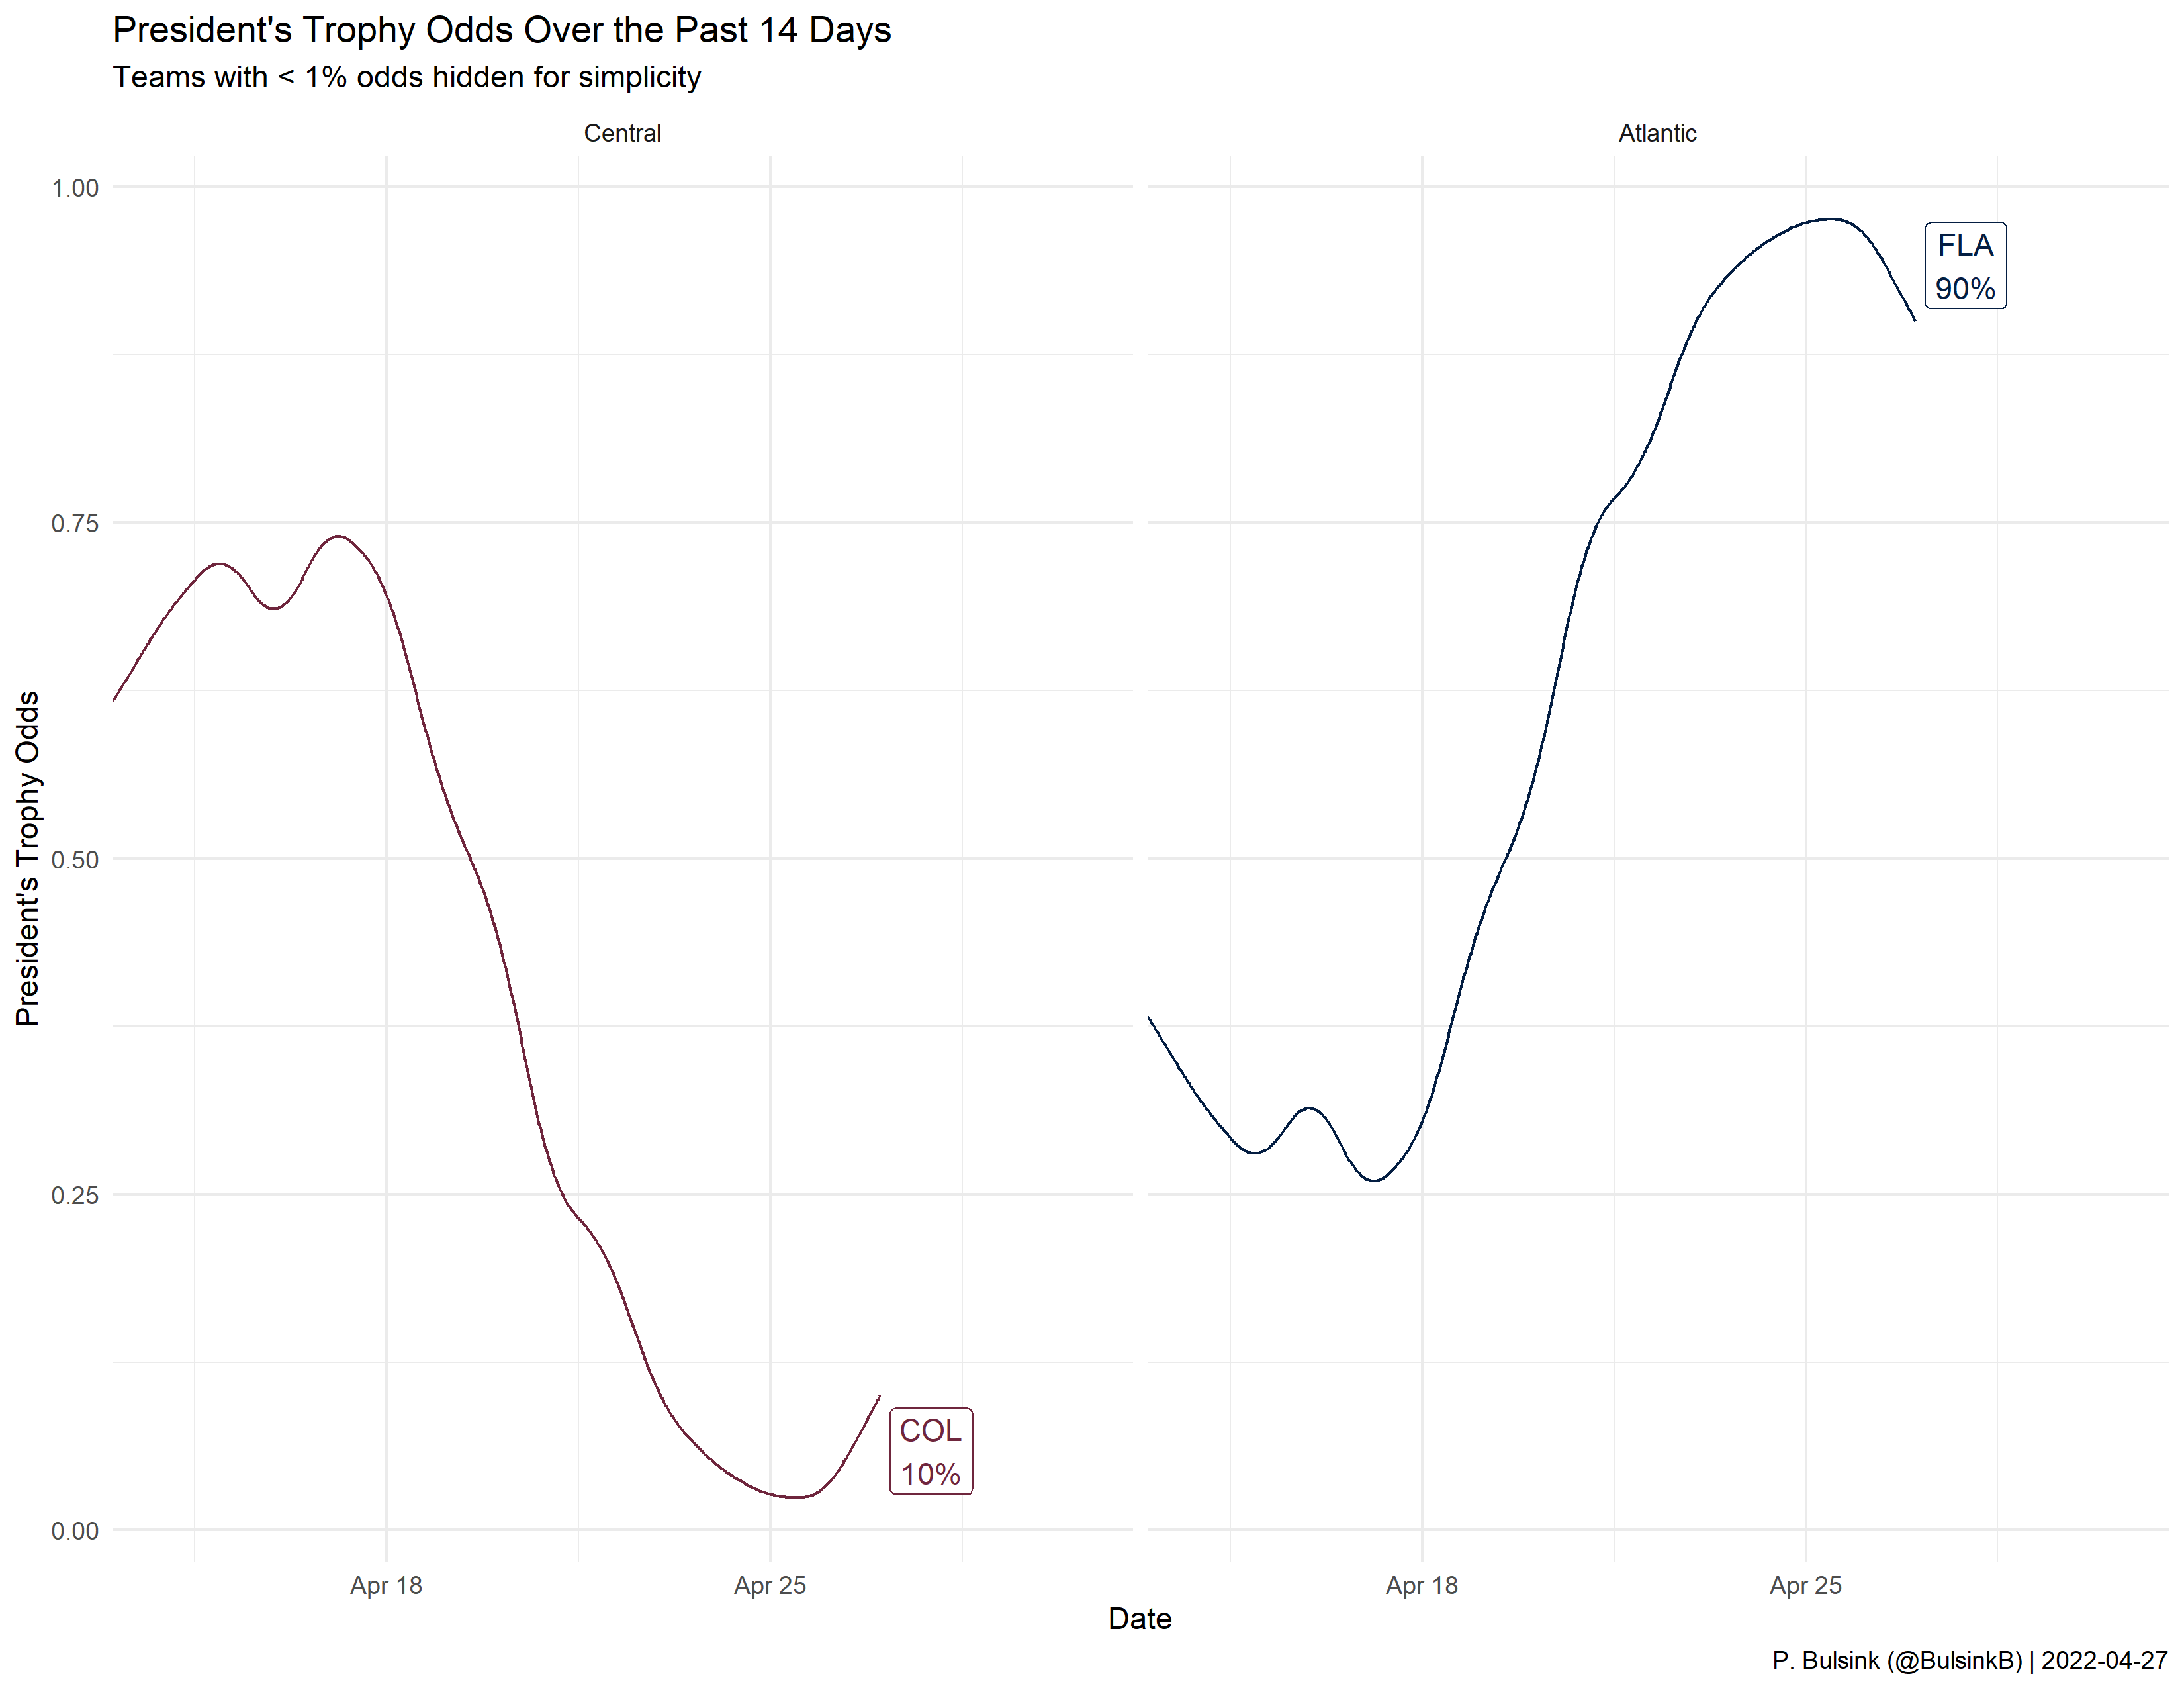 President's Trophy Odds Over the Past 14 Days
Teams with < 1% odds hidden for simplicity
Central
Atlantic
1.00
0.75
0.50
0.25
0.00
President's Trophy Odds
FLA
90%
COL
10%
Apr 18
Apr 25
Apr 18
Apr 25
Date
P. Bulsink (@BulsinkB) | 2022-04-27